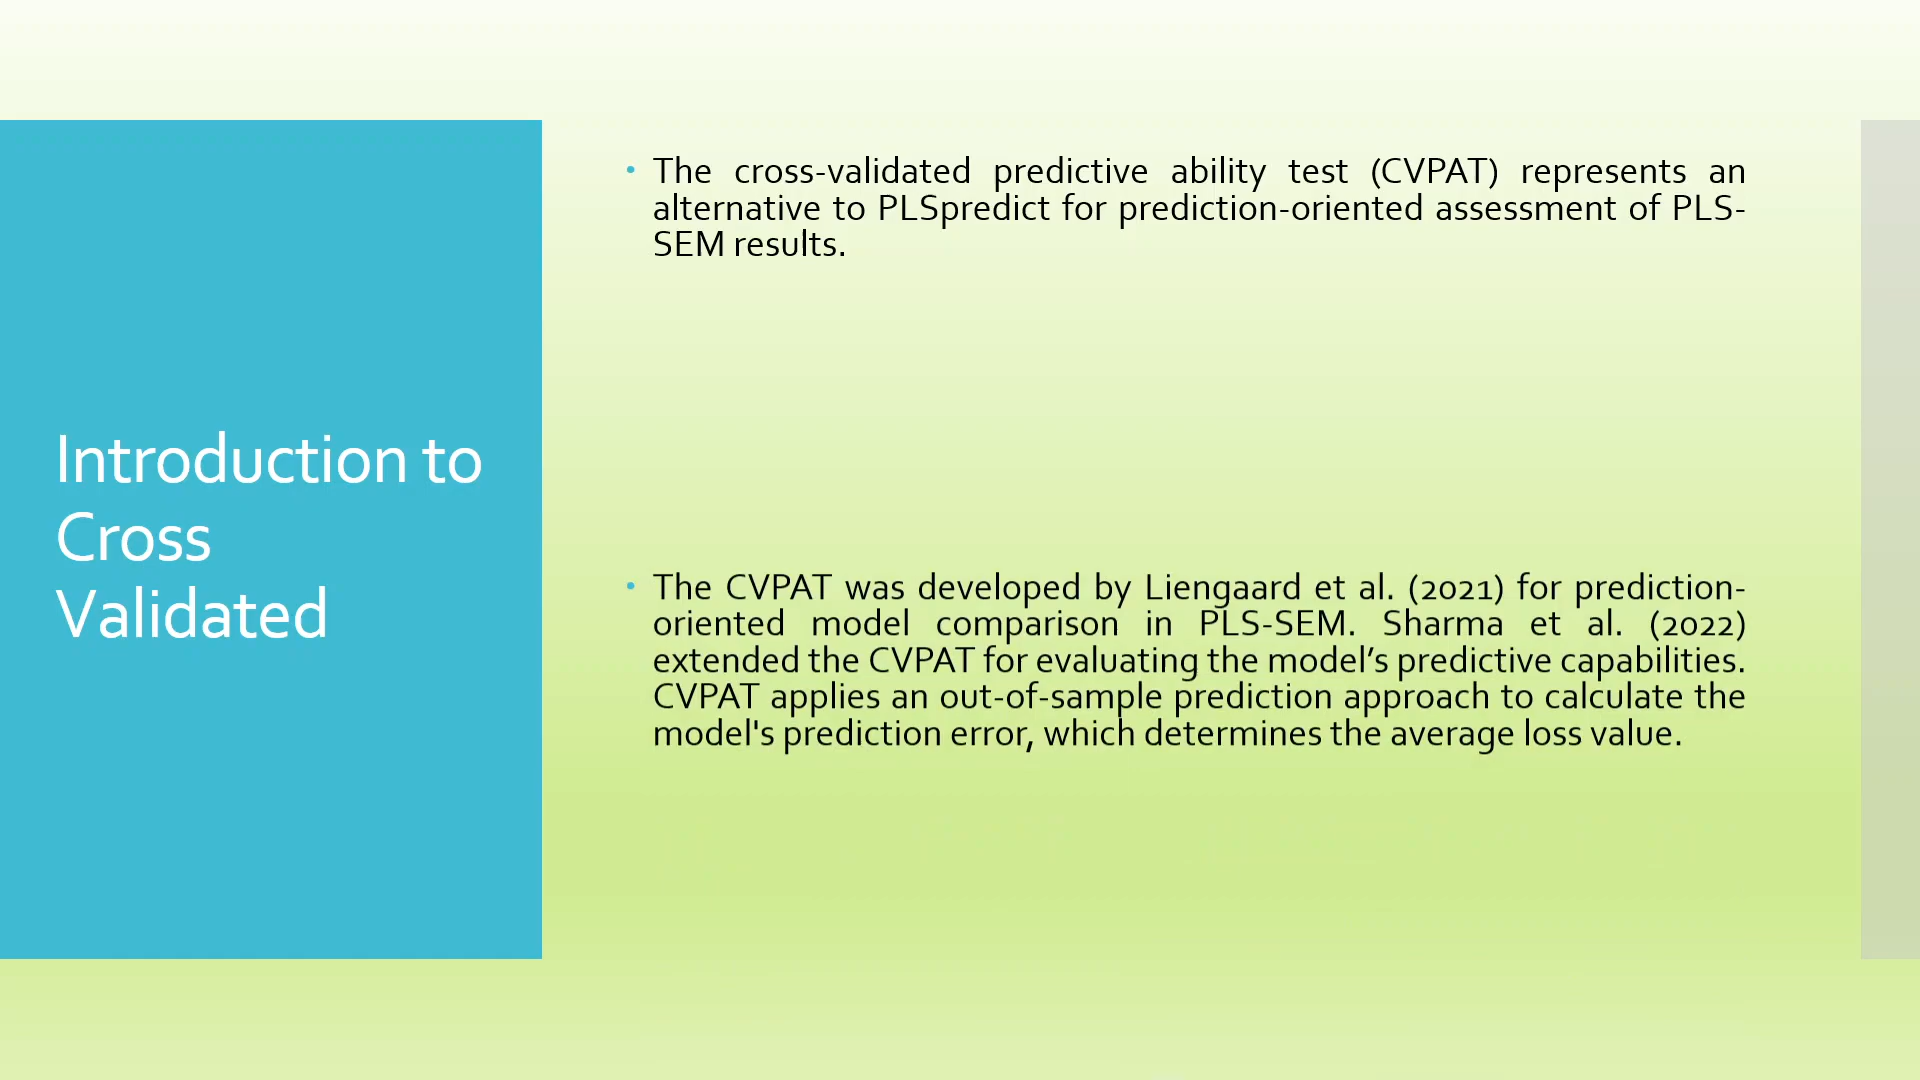 Introduction to
Cross
Validated
• The cross-validated predictive ability test (CVPAT) represents an
alternative to PLSpredict for prediction-oriented assessment of PLS-
SEM results.
• The CVPAT was developed by Liengaard et al. (2021) for prediction-
oriented model comparison in PLS-SEM. Sharma et al. (2022)
extended the CVPAT for evaluating the model’s predictive capabilities.
CVPAT applies an out-of-sample prediction approach to calculate the
model's prediction error, which determines the average loss value.